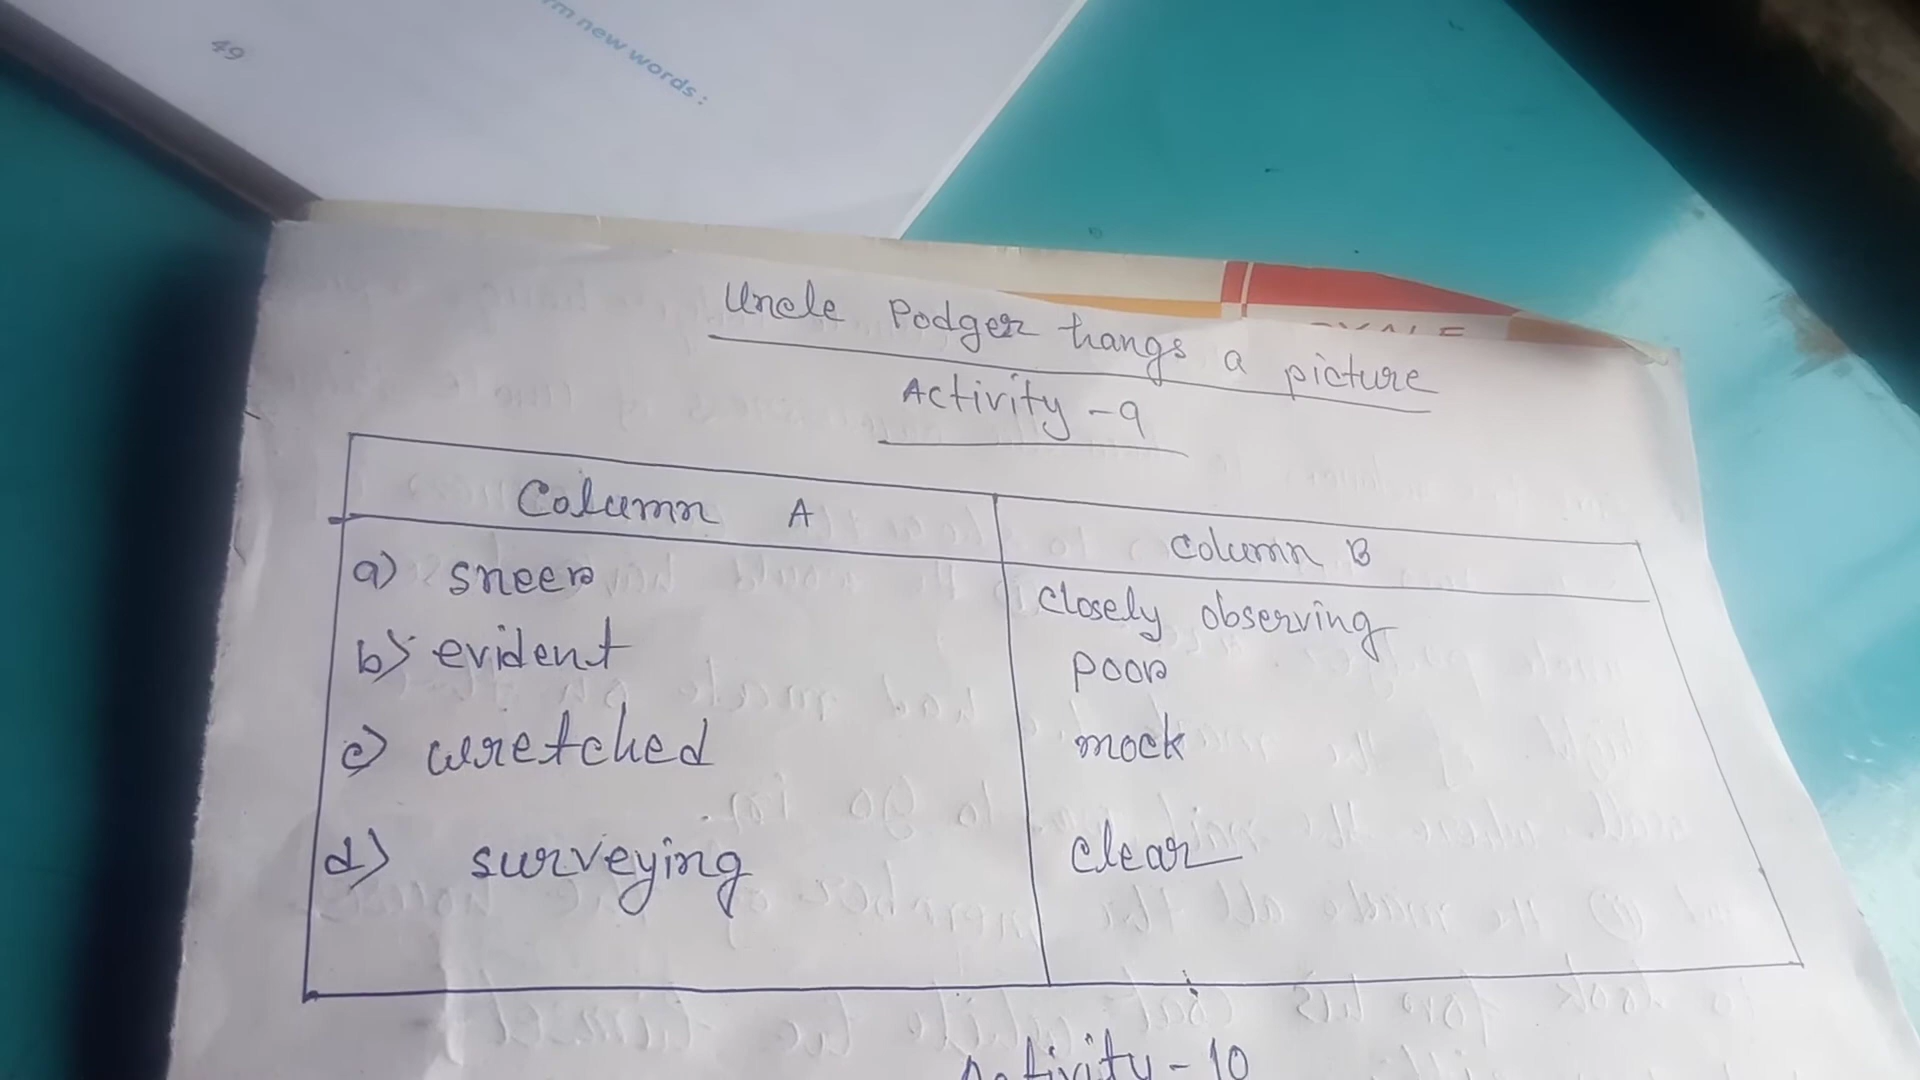 49
new words :
Uncle Podger hangs a picture
Activity - 9
Column A
Column B
a) sneer
closely observing
b) evident
poor
c) wretched
mock
d) surveying
clear
Activity - 10